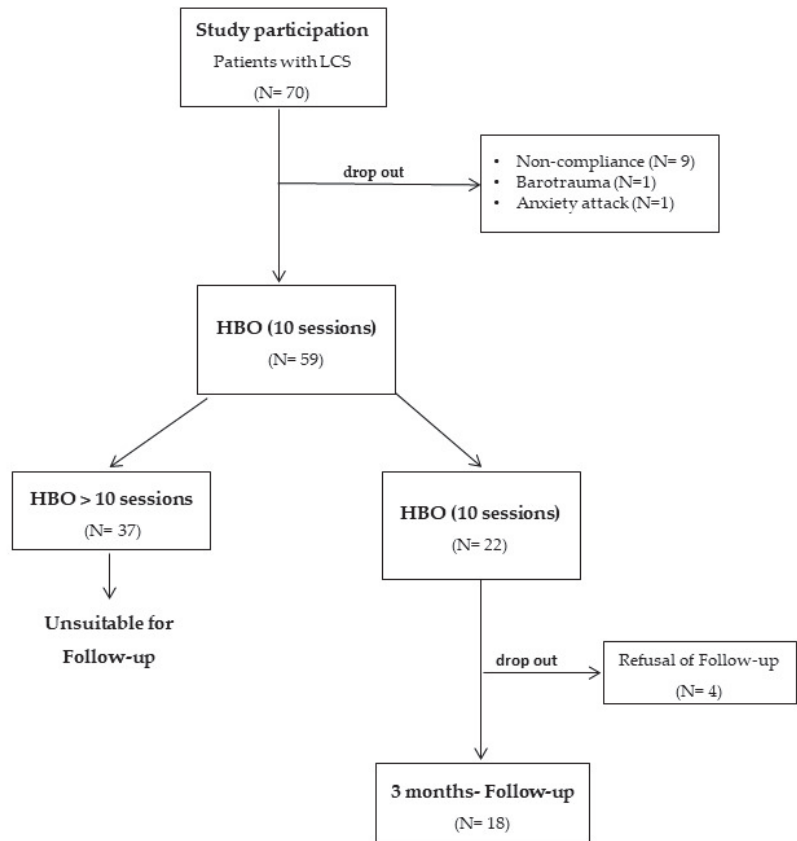 Study participation
Patients with LCS
(N= 70)
drop out
• Non-compliance (N= 9)
• Barotrauma (N=1)
• Anxiety attack (N=1)
HBO (10 sessions)
(N= 59)
HBO > 10 sessions
(N= 37)
Unsuitable for
Follow-up
HBO (10 sessions)
(N= 22)
drop out
Refusal of Follow-up
(N= 4)
3 months- Follow-up
(N= 18)